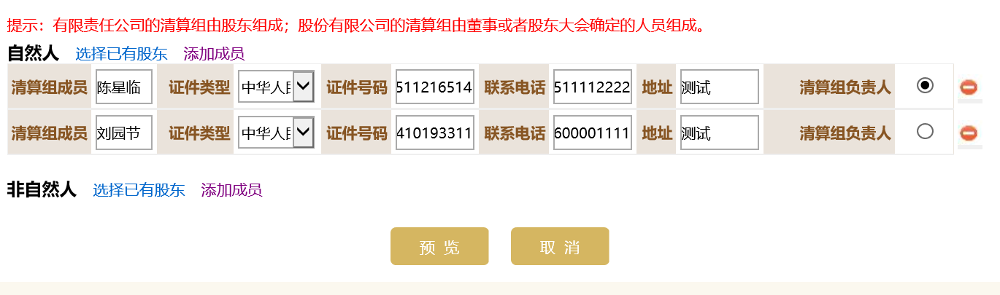 提示：有限责任公司的清算组由股东组成；股份有限公司的清算组由董事或者股东大会确定的人员组成。
自然人 选择已有股东 添加成员
清算组成员 陈星临 证件类型 中华人民 证件号码 511216514 联系电话 511112222 地址 测试 清算组负责人
清算组成员 刘园节 证件类型 中华人民 证件号码 410193311 联系电话 600001111 地址 测试 清算组负责人
非自然人 选择已有股东 添加成员
预 览 取 消